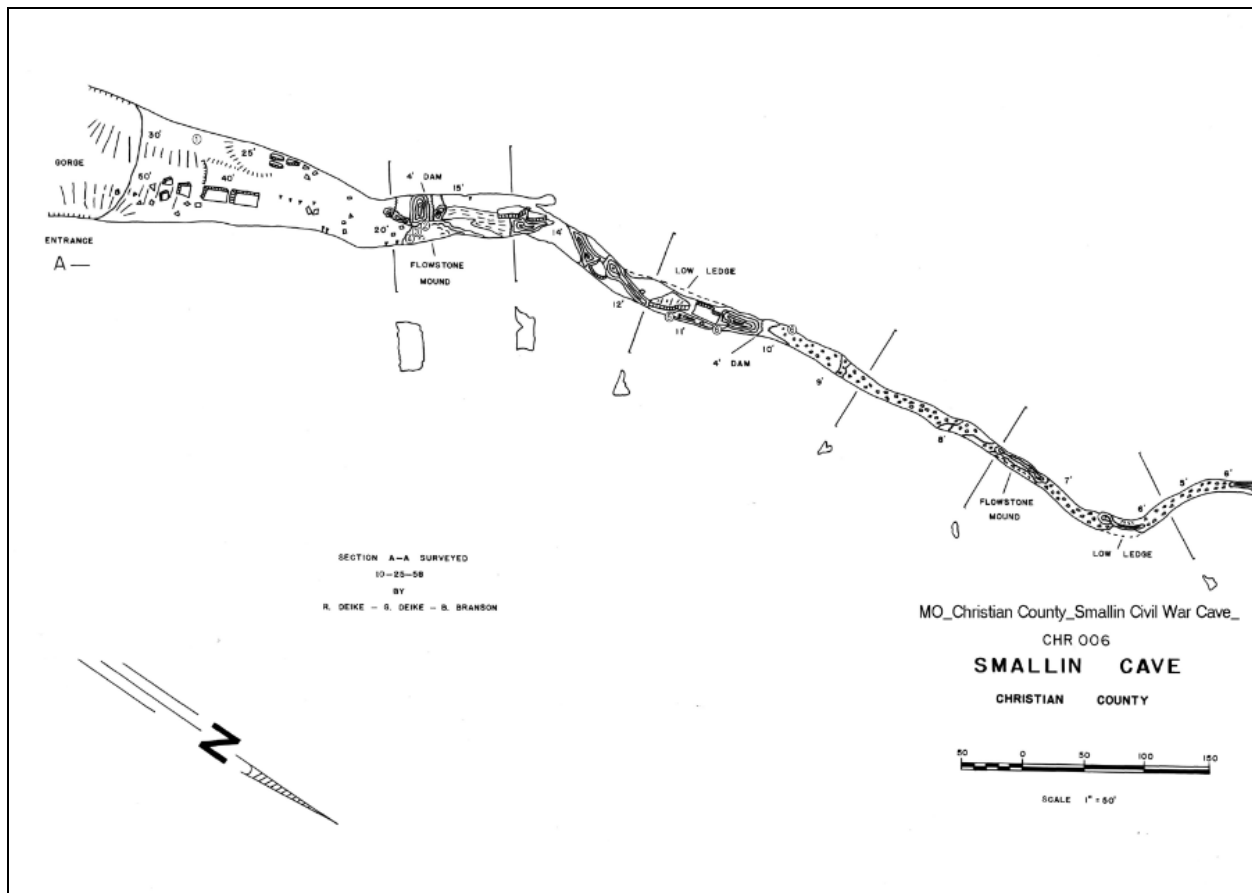 30'
①
25'
GORGE
50'
40'
ENTRANCE
A—
4' DAM
15'
20'
FLOWSTONE
MOUND
14'
LOW LEDGE
12'
11'
4' DAM
10'
6
9'
8'
FLOWSTONE
MOUND
7'
6'
5'
6'
LOW LEDGE
SECTION A—A SURVEYED
10—25—58
BY
R. DEIKE — G. DEIKE — B. BRANSON
MO_Christian County_Smallin Civil War Cave_
CHR 006
SMALLIN CAVE
CHRISTIAN COUNTY
50 0 50 100 150
SCALE 1" = 50'
N